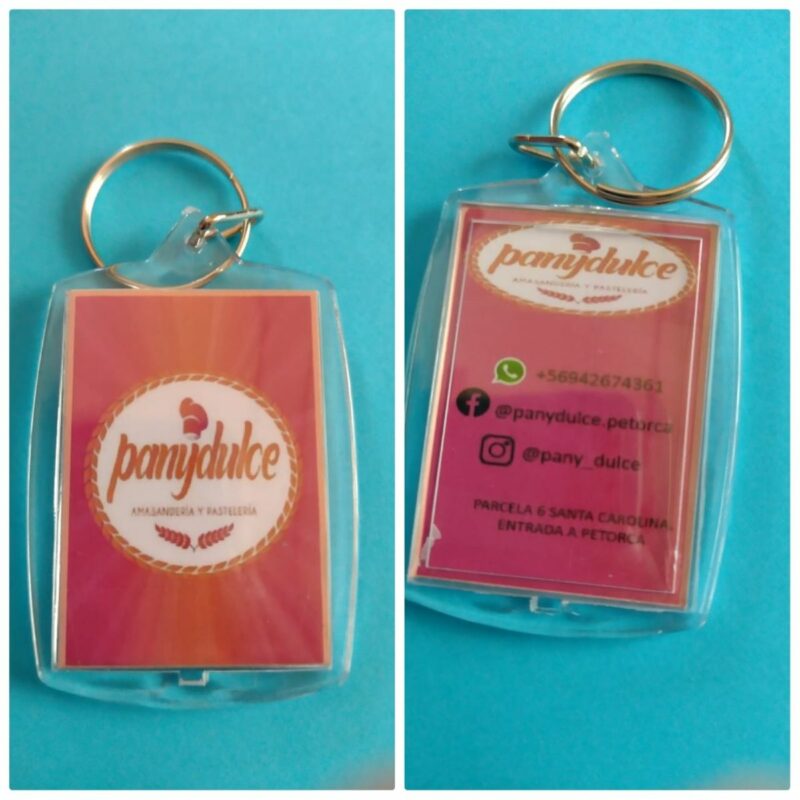 panydulce
AMASANDERÍA Y PASTELERÍA
panydulce
AMASANDERÍA Y PASTELERÍA
+56942674361
@panydulce.petorca
@pany_dulce
PARCELA 6 SANTA CAROLINA,
ENTRADA A PETORCA